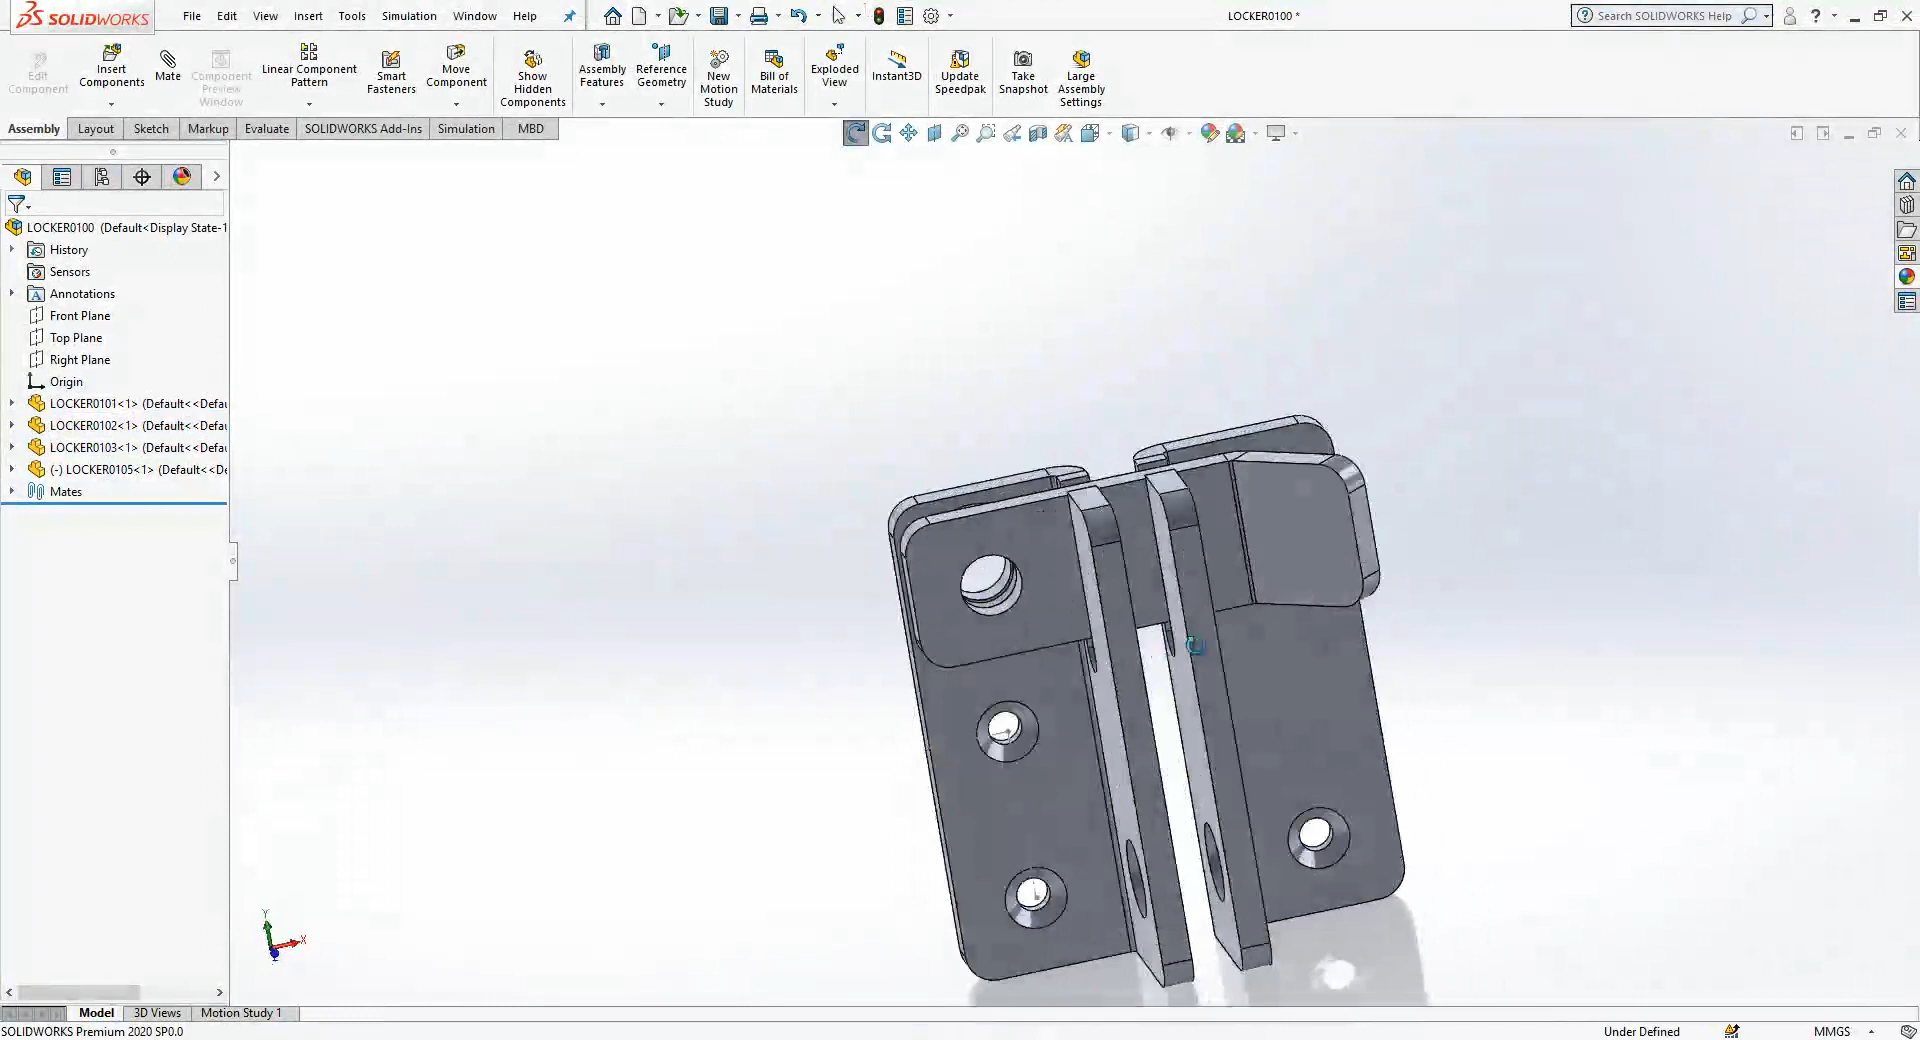 SOLIDWORKS File Edit View Insert Tools Simulation Window Help LOCKER0100 * Search SOLIDWORKS Help ?
Edit Component
Insert Components
Mate
Component Preview Window
Linear Component Pattern
Smart Fasteners
Move Component
Show Hidden Components
Assembly Features
Reference Geometry
New Motion Study
Bill of Materials
Exploded View
Instant3D
Update Speedpak
Take Snapshot
Large Assembly Settings
Assembly Layout Sketch Markup Evaluate SOLIDWORKS Add-Ins Simulation MBD
LOCKER0100 (Default<Display State-1
History
Sensors
Annotations
Front Plane
Top Plane
Right Plane
Origin
LOCKER0101<1> (Default<<Defau
LOCKER0102<1> (Default<<Defau
LOCKER0103<1> (Default<<Defau
(-) LOCKER0105<1> (Default<<De
Mates
Y
X
Model 3D Views Motion Study 1
SOLIDWORKS Premium 2020 SP0.0 Under Defined MMGS